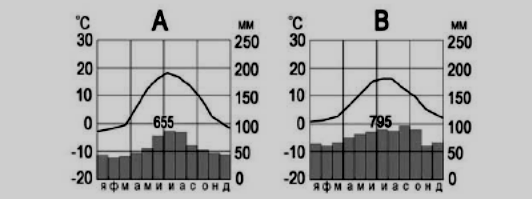 °C А мм °C В мм
30 250 30 250
20 200 20 200
10 150 10 150
0 655 100 0 795 100
-10 50 -10 50
-20 0 -20 0
я ф м а м и и а с о н д я ф м а м и и а с о н д